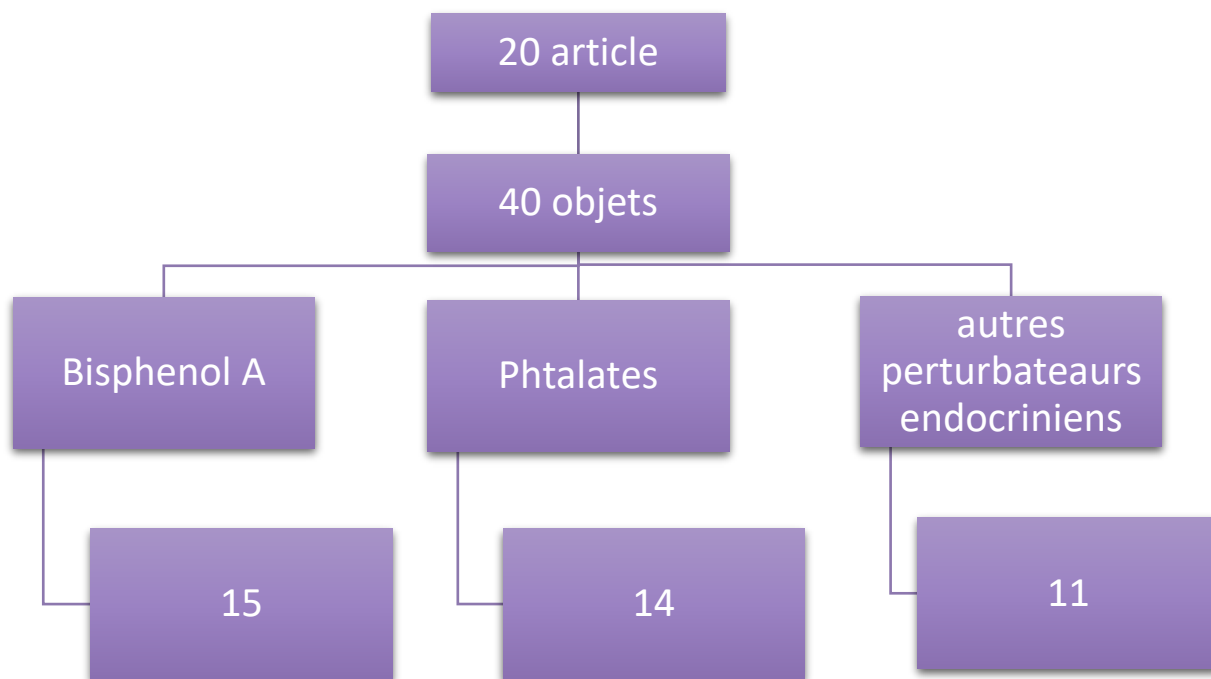 20 article
40 objets
Bisphenol A
Phtalates
autres
perturbateaurs
endocriniens
15
14
11